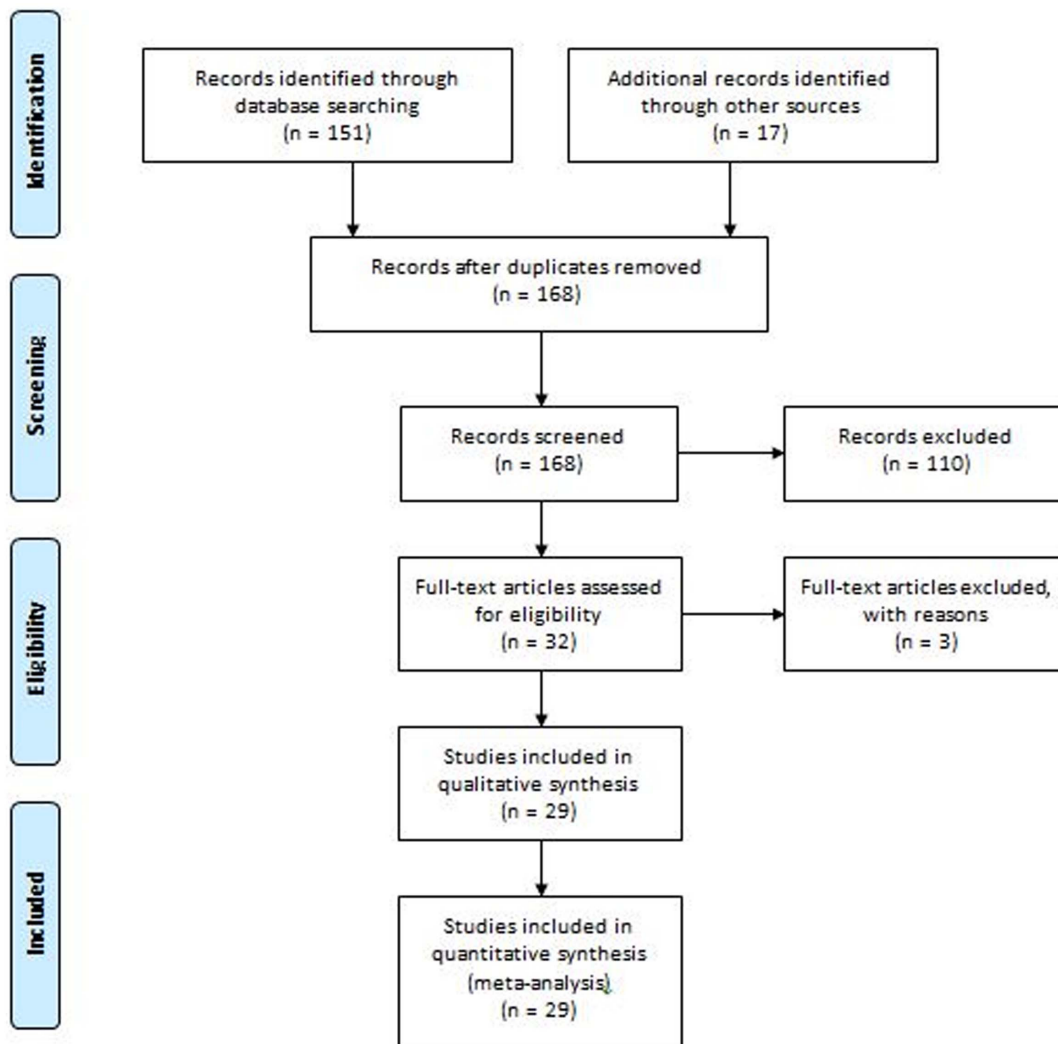 Identification
Records identified through
database searching
(n = 151)
Additional records identified
through other sources
(n = 17)
Records after duplicates removed
(n = 168)
Screening
Records screened
(n = 168)
Records excluded
(n = 110)
Eligibility
Full-text articles assessed
for eligibility
(n = 32)
Full-text articles excluded,
with reasons
(n = 3)
Studies included in
qualitative synthesis
(n = 29)
Included
Studies included in
quantitative synthesis
(meta-analysis)
(n = 29)